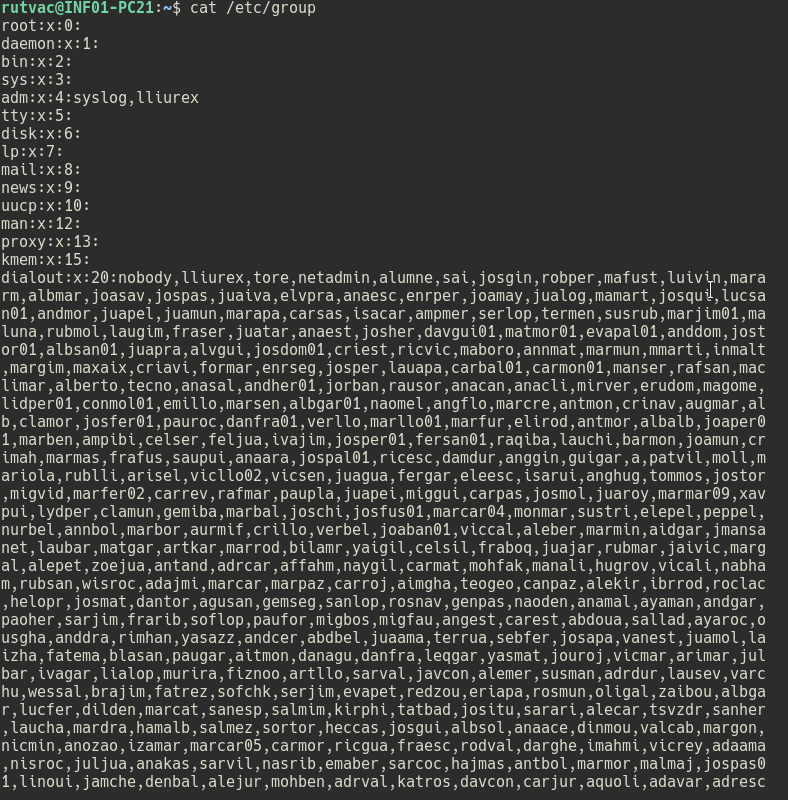 rutvac@INF01-PC21:~$ cat /etc/group
root:x:0:
daemon:x:1:
bin:x:2:
sys:x:3:
adm:x:4:syslog,lliurex
tty:x:5:
disk:x:6:
lp:x:7:
mail:x:8:
news:x:9:
uucp:x:10:
man:x:12:
proxy:x:13:
kmem:x:15:
dialout:x:20:nobody,lliurex,tore,netadmin,alumne,sai,josgin,robper,mafust,luivin,mara
rm,albmar,joasav,jospas,juaiva,elvpra,anaesc,enrper,joamay,jualog,mamart,josqui,lucsa
n01,andmor,juapel,juamun,marapa,carsas,isacar,ampmer,serlop,termen,susrub,marjim01,ma
luna,rubmol,laugim,fraser,juatar,anaest,josher,davgui01,matmor01,evapal01,anddom,jost
or01,albsan01,juapra,alvgui,josdom01,criest,ricvic,maboro,annmat,marmun,mmarti,inmalt
,margim,maxaix,criavi,formar,enrseg,josper,lauapa,carbal01,carmon01,manser,rafsan,mac
limar,alberto,tecno,anasal,andher01,jorban,rausor,anacan,anacli,mirver,erudom,magome,
lidper01,conmol01,emillo,marsen,albgar01,naomel,angflo,marcre,antmon,crinav,augmar,al
b,clamor,josfer01,pauroc,danfra01,verllo,marllo01,marfur,elirod,antmor,albalb,joaper0
1,marben,ampibi,celser,feljua,ivajim,josper01,fersan01,raqiba,lauchi,barmon,joamun,cr
imah,marmas,frafus,saupui,anaara,jospal01,ricesc,damdur,anggin,guigar,a,patvil,moll,m
ariola,rublli,arisel,vicllo02,vicsen,juagua,fergar,eleesc,isarui,anghug,tommos,jostor
,migvid,marfer02,carrev,rafmar,paupla,juapei,miggui,carpas,josmol,juaroy,marmar09,xav
pui,lydper,clamun,gemiba,marbal,joschi,josfus01,marcar04,monmar,sustri,elepel,peppel,
nurbel,annbol,marbor,aurmif,crillo,verbel,joaban01,viccal,aleber,marmin,aidgar,jmansa
net,laubar,matgar,artkar,marrod,bilamr,yaigil,celsil,fraboq,juajar,rubmar,jaivic,marg
al,alepet,zoejua,antand,adrcar,affahm,naygil,carmat,mohfak,manali,hugrov,vicali,nabha
m,rubsan,wisroc,adajmi,marcar,marpaz,carroj,aimgha,teogeo,canpaz,alekir,ibrrod,roclac
,helopr,josmat,dantor,agusan,gemseg,sanlop,rosnav,genpas,naoden,anamal,ayaman,andgar,
paoher,sarjim,frarib,soflop,paufor,migbos,migfau,angest,carest,abdoua,sallad,ayaroc,o
usgha,anddra,rimhan,yasazz,andcer,abdbel,juaama,terrua,sebfer,josapa,vanest,juamol,la
izha,fatema,blasan,paugar,aitmon,danagu,danfra,leqgar,yasmat,jouroj,vicmar,arimar,jul
bar,ivagar,lialop,murira,fiznoo,artllo,sarval,javcon,alemer,susman,adrdur,lausev,varc
hu,wessal,brajim,fatrez,sofchk,serjim,evapet,redzou,eriapa,rosmun,oligal,zaibou,albga
r,lucfer,dilden,marcat,sanesp,salmim,kirphi,tatbad,jositu,sarari,alecar,tsvzdr,sanher
,laucha,mardra,hamalb,salmez,sortor,heccas,josgui,albsol,anaace,dinmou,valcab,margon,
nicmin,anozao,izamar,marcar05,carmor,ricgua,fraesc,rodval,darghe,imahmi,vicrey,adaama
,nisroc,juljua,anakas,sarvil,nasrib,emaber,sarcoc,hajmas,antbol,marmor,malmaj,jospas0
1,linoui,jamche,denbal,alejur,mohben,adrval,katros,davcon,carjur,aquoli,adavar,adresc